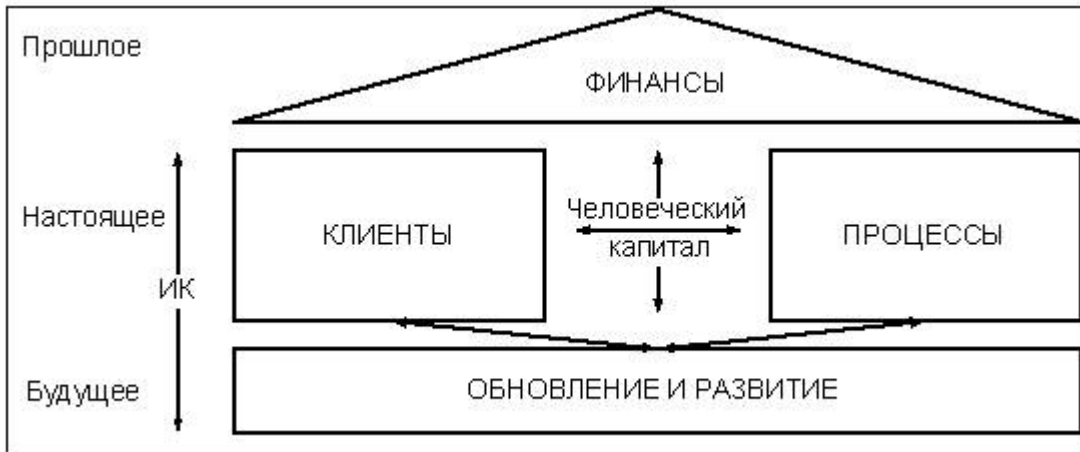 Прошлое
ФИНАНСЫ
Настоящее
КЛИЕНТЫ
Человеческий
капитал
ПРОЦЕССЫ
ИК
Будущее
ОБНОВЛЕНИЕ И РАЗВИТИЕ